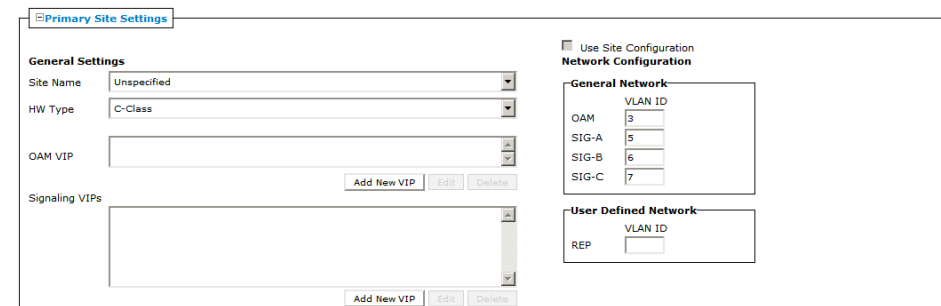 Primary Site Settings
Use Site Configuration
General Settings
Network Configuration
Site Name Unspecified
General Network
VLAN ID
HW Type C-Class
OAM 3
SIG-A 5
OAM VIP
SIG-B 6
SIG-C 7
Add New VIP Edit Delete
Signaling VIPs
User Defined Network
VLAN ID
REP
Add New VIP Edit Delete